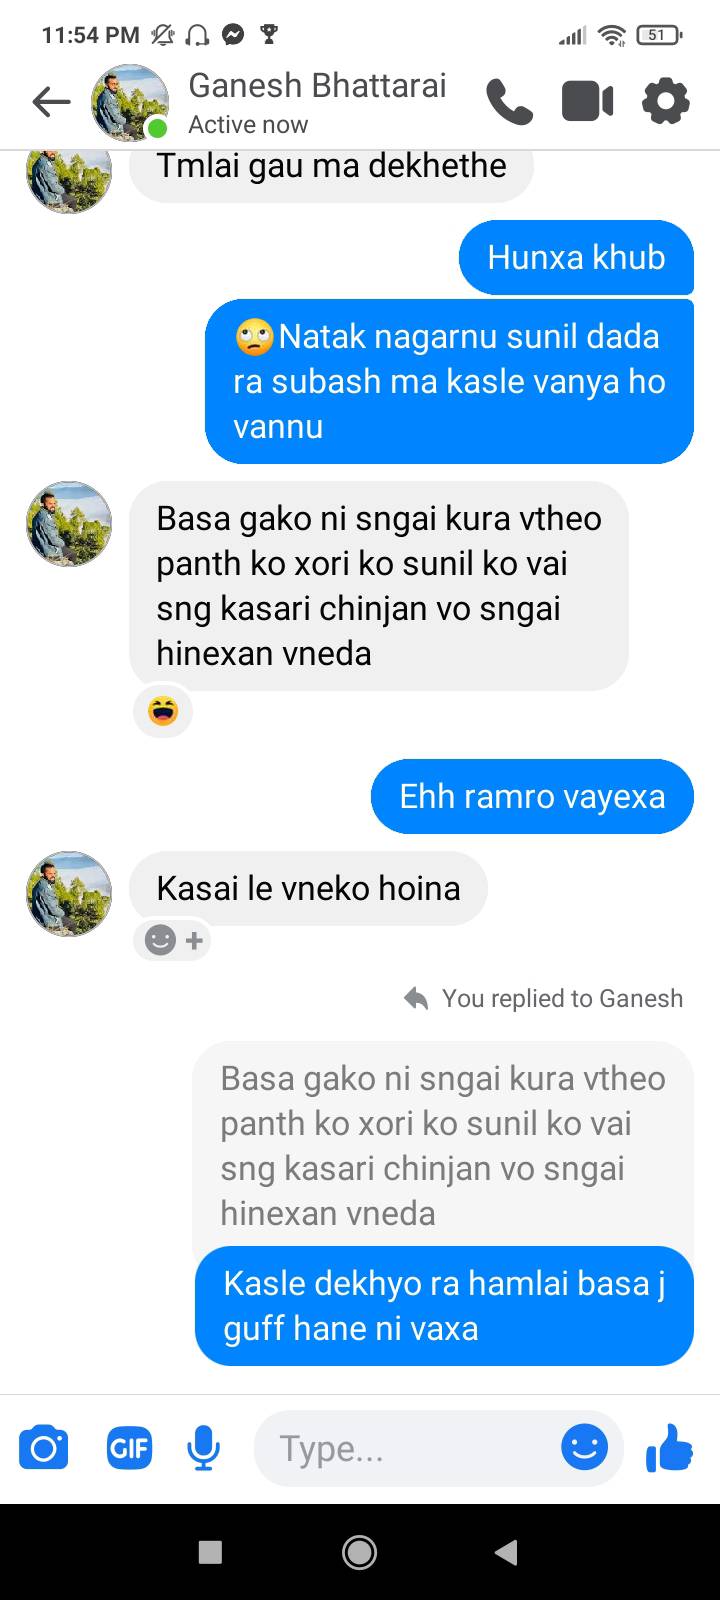 11:54 PM
51
Ganesh Bhattarai
Active now
Tmlai gau ma dekhethe
Hunxa khub
🙄Natak nagarnu sunil dada
ra subash ma kasle vanya ho
vannu
Basa gako ni sngai kura vtheo
panth ko xori ko sunil ko vai
sng kasari chinjan vo sngai
hinexan vneda
Ehh ramro vayexa
Kasai le vneko hoina
You replied to Ganesh
Basa gako ni sngai kura vtheo
panth ko xori ko sunil ko vai
sng kasari chinjan vo sngai
hinexan vneda
Kasle dekhyo ra hamlai basa j
guff hane ni vaxa
GIF
Type...